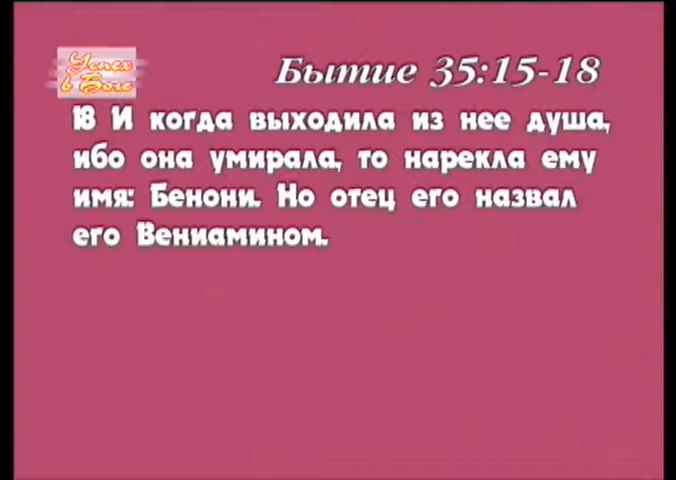 Успех
в Боге
Бытие 35:15-18
18 И когда выходила из нее душа,
ибо она умирала, то нарекла ему
имя: Бенони. Но отец его назвал
его Вениамином.